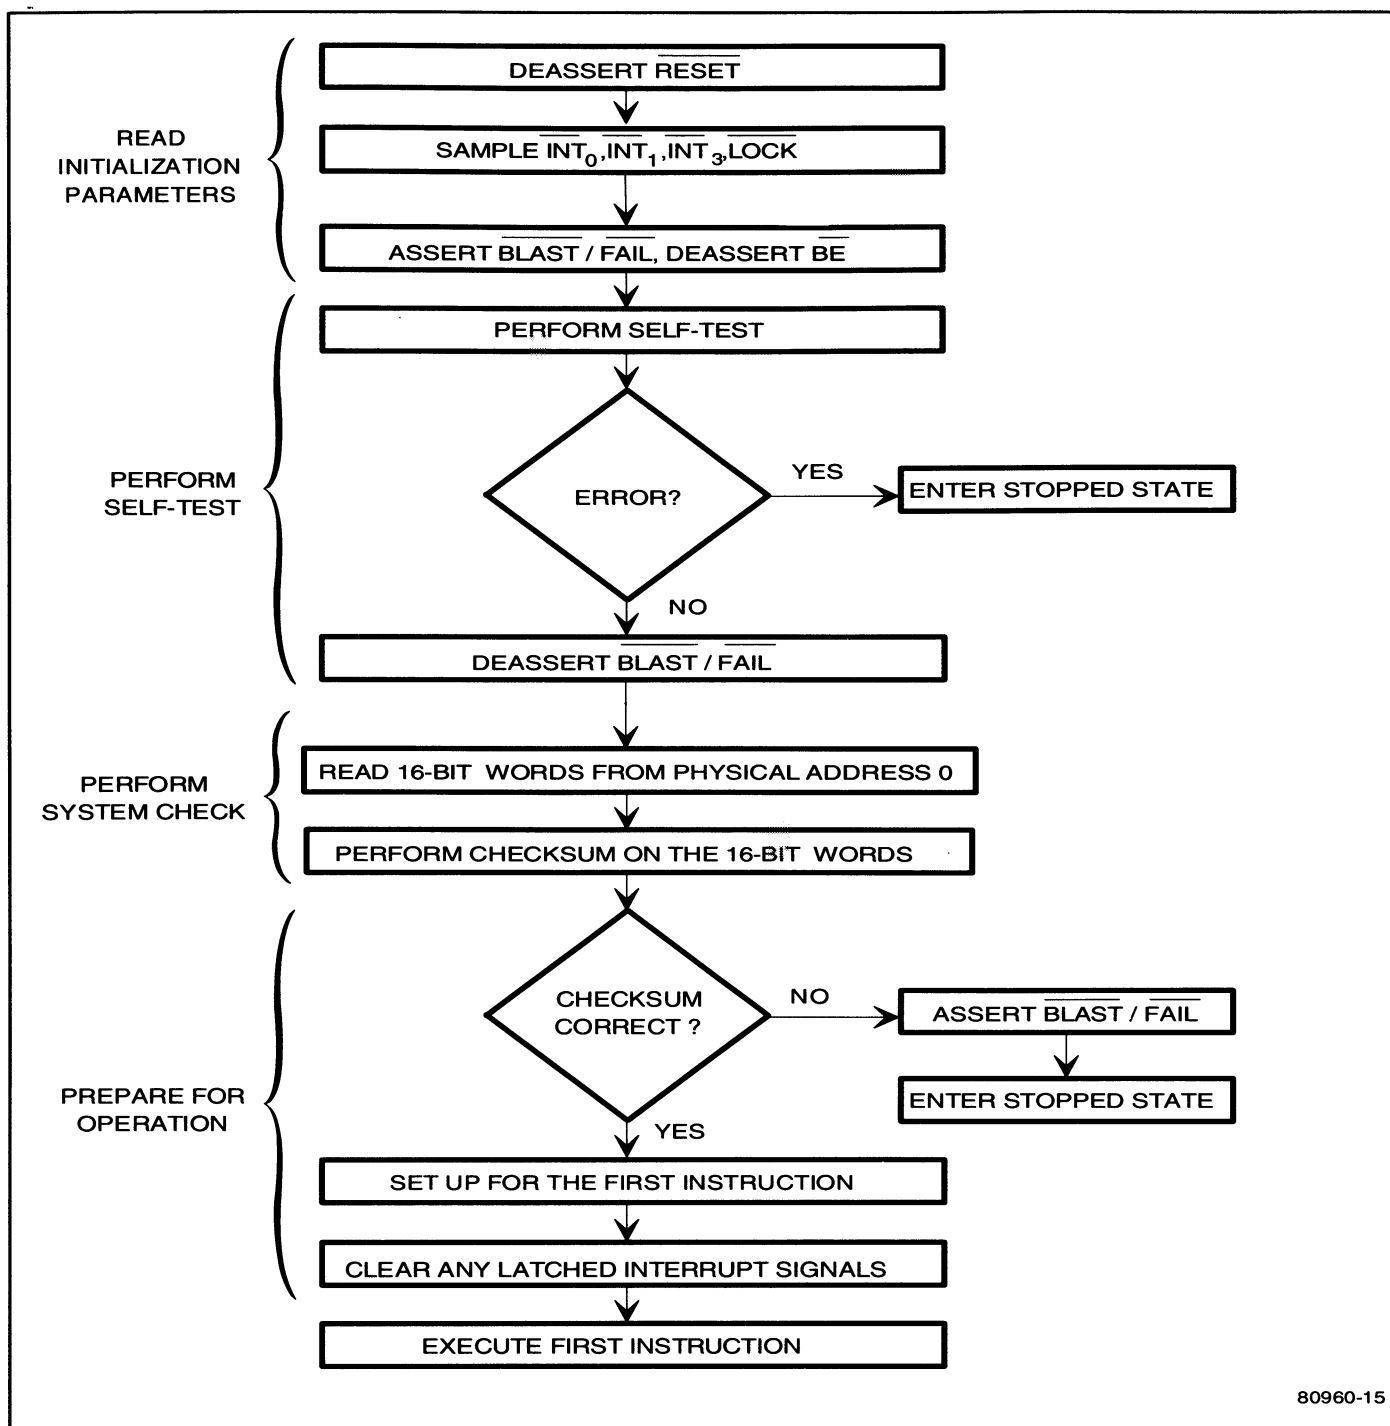 DEASSERT RESET
SAMPLE INT0,INT1,INT3,LOCK
READ
INITIALIZATION
PARAMETERS
ASSERT BLAST / FAIL, DEASSERT BE
PERFORM SELF-TEST
ERROR?
YES
ENTER STOPPED STATE
PERFORM
SELF-TEST
NO
DEASSERT BLAST / FAIL
READ 16-BIT WORDS FROM PHYSICAL ADDRESS 0
PERFORM
SYSTEM CHECK
PERFORM CHECKSUM ON THE 16-BIT WORDS
CHECKSUM
CORRECT ?
NO
ASSERT BLAST / FAIL
ENTER STOPPED STATE
PREPARE FOR
OPERATION
YES
SET UP FOR THE FIRST INSTRUCTION
CLEAR ANY LATCHED INTERRUPT SIGNALS
EXECUTE FIRST INSTRUCTION
80960-15